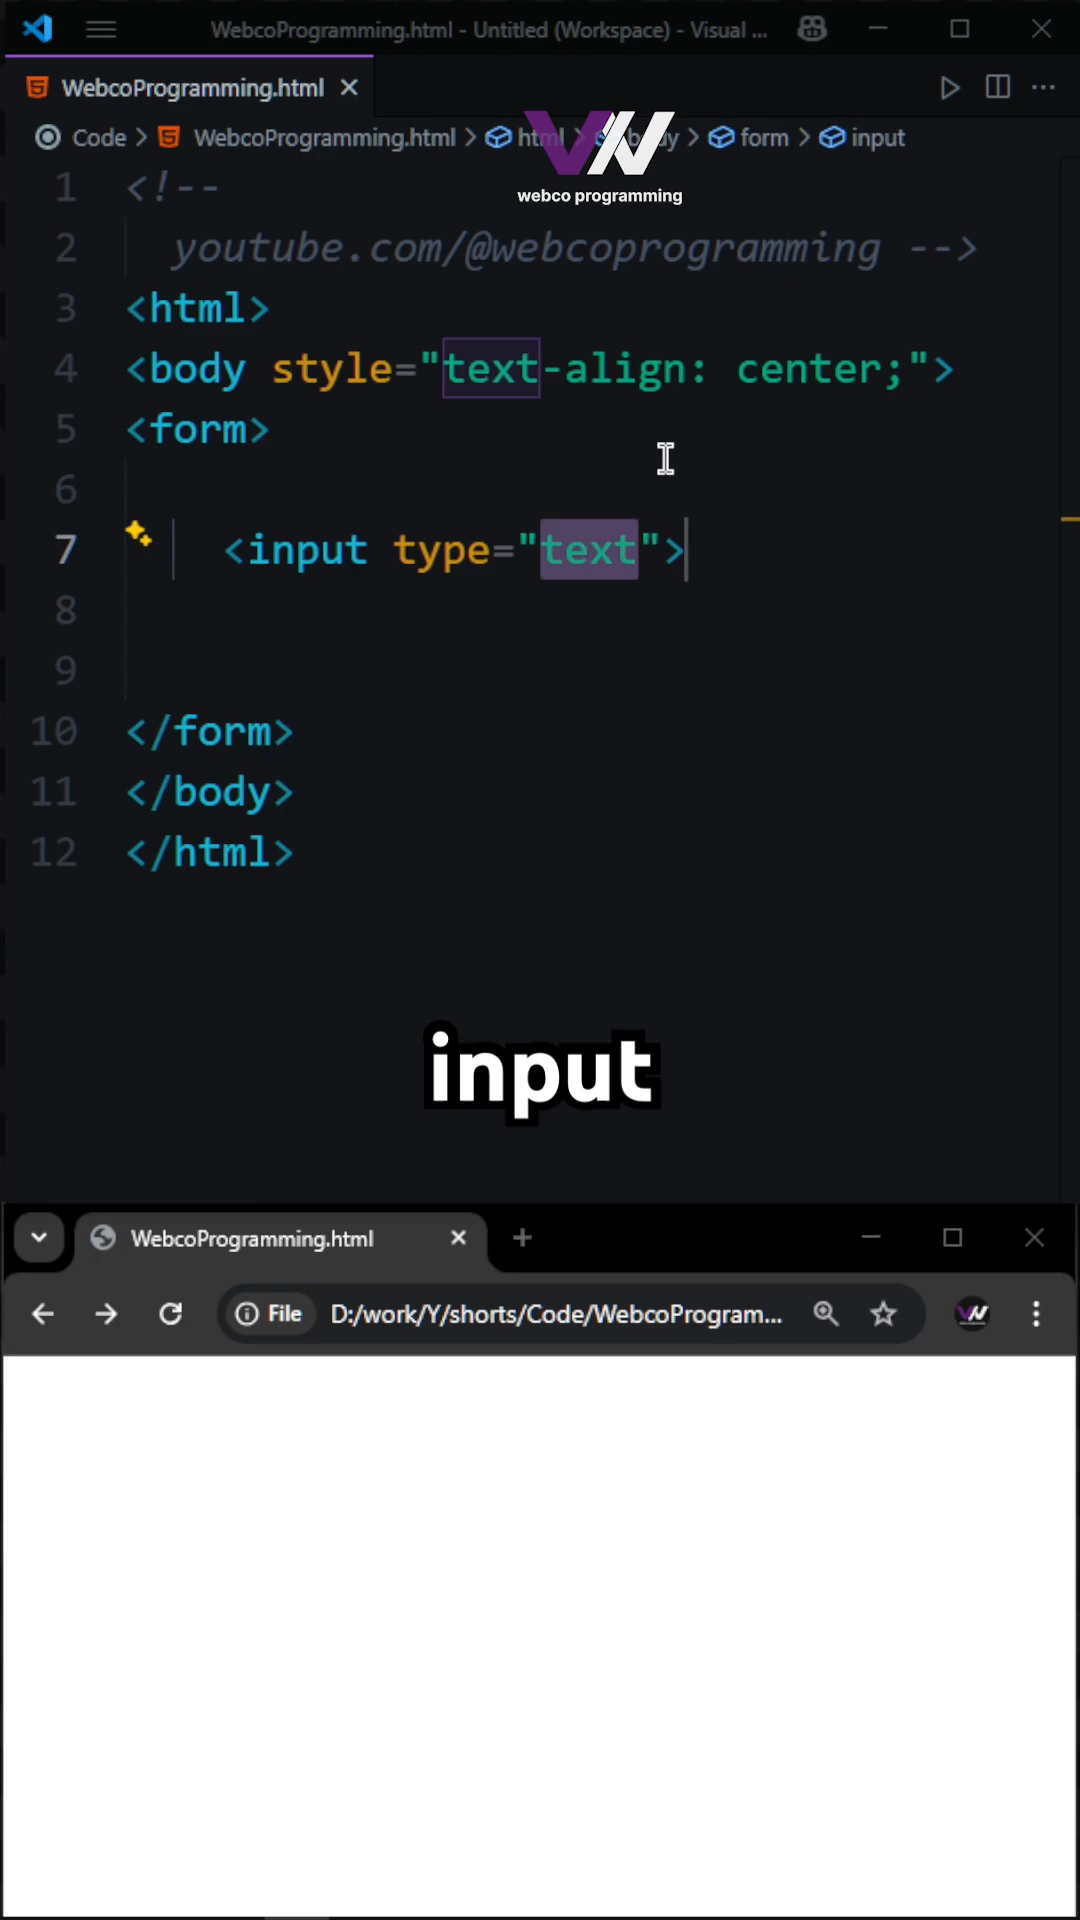 WebcoProgramming.html - Untitled (Workspace) - Visual ...
WebcoProgramming.html
Code > WebcoProgramming.html > html > body > form > input
webco programming
1 <!--
2 youtube.com/@webcoprogramming -->
3 <html>
4 <body style="text-align: center;">
5 <form>
6
7 <input type="text">
8
9
10 </form>
11 </body>
12 </html>
input
WebcoProgramming.html
File D:/work/Y/shorts/Code/WebcoProgram...